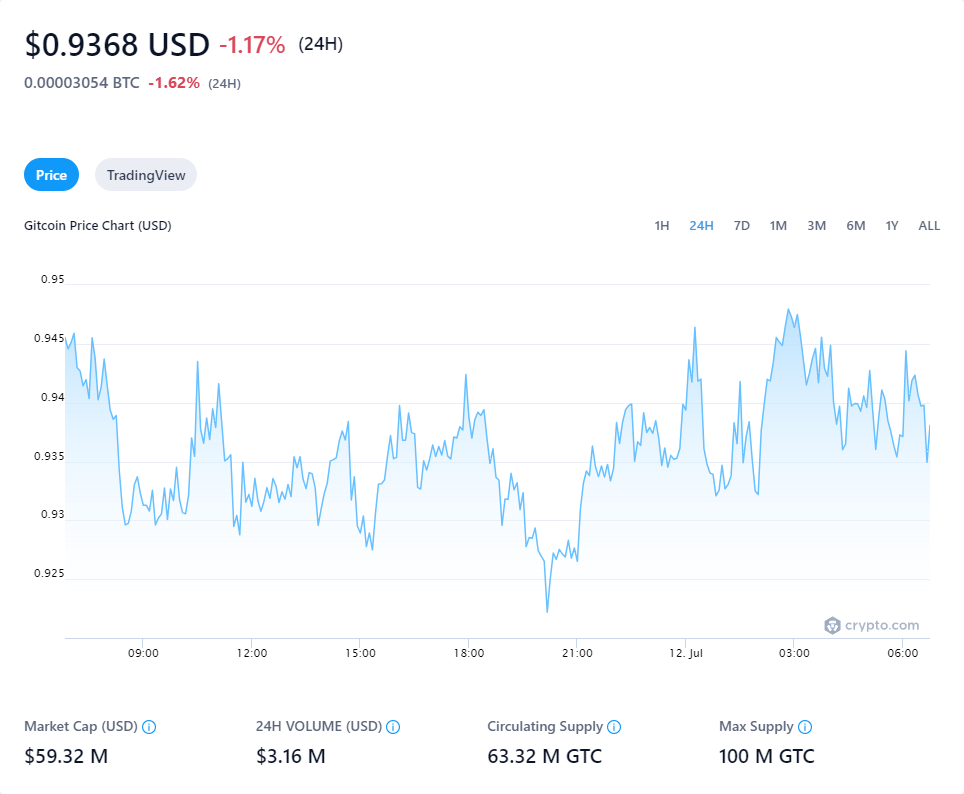 $0.9368 USD -1.17% (24H)
0.00003054 BTC -1.62% (24H)
Price TradingView
Gitcoin Price Chart (USD) 1H 24H 7D 1M 3M 6M 1Y ALL
0.95
0.945
0.94
0.935
0.93
0.925
crypto.com
09:00 12:00 15:00 18:00 21:00 12. Jul 03:00 06:00
Market Cap (USD) 24H VOLUME (USD) Circulating Supply Max Supply
$59.32 M $3.16 M 63.32 M GTC 100 M GTC